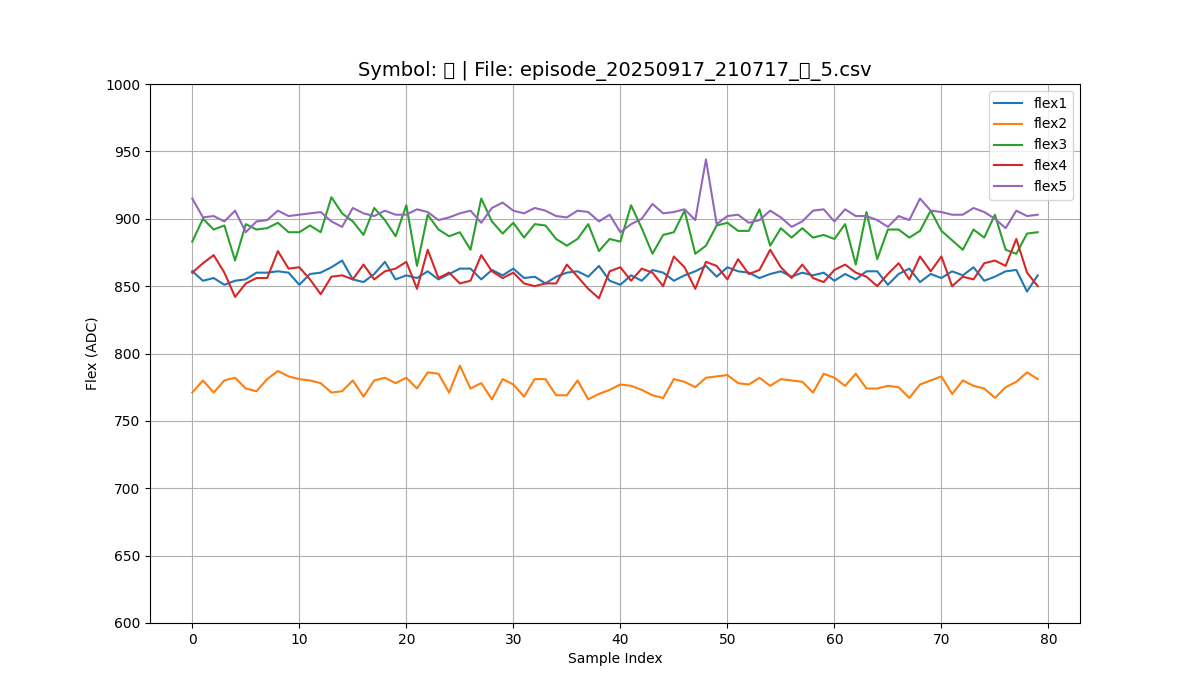 Symbol: | File: episode_20250917_210717_ _5.csv
1000
950
900
850
800
750
700
650
600
Flex (ADC)
0 10 20 30 40 50 60 70 80
Sample Index
flex1
flex2
flex3
flex4
flex5